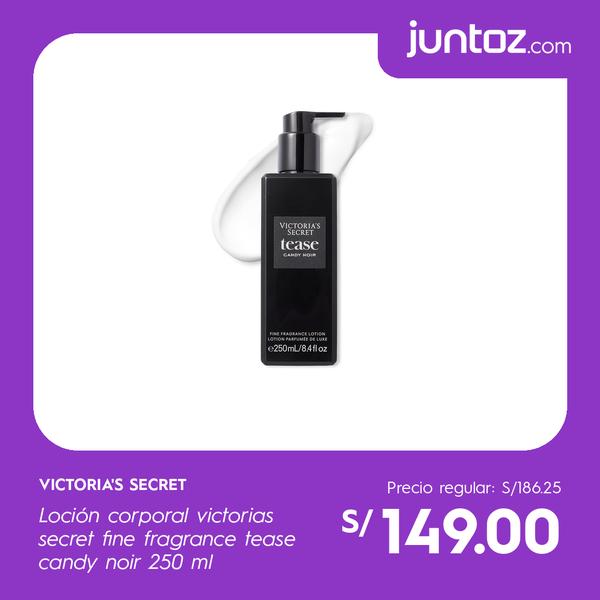 juntoz.com
VICTORIA'S
SECRET
tease
CANDY NOIR
FINE FRAGRANCE LOTION
LOTION PARFUMÉE DE LUXE
℮250mL/8.4fl oz
VICTORIA'S SECRET
Loción corporal victorias
secret fine fragrance tease
candy noir 250 ml
Precio regular: S/186.25
S/149.00